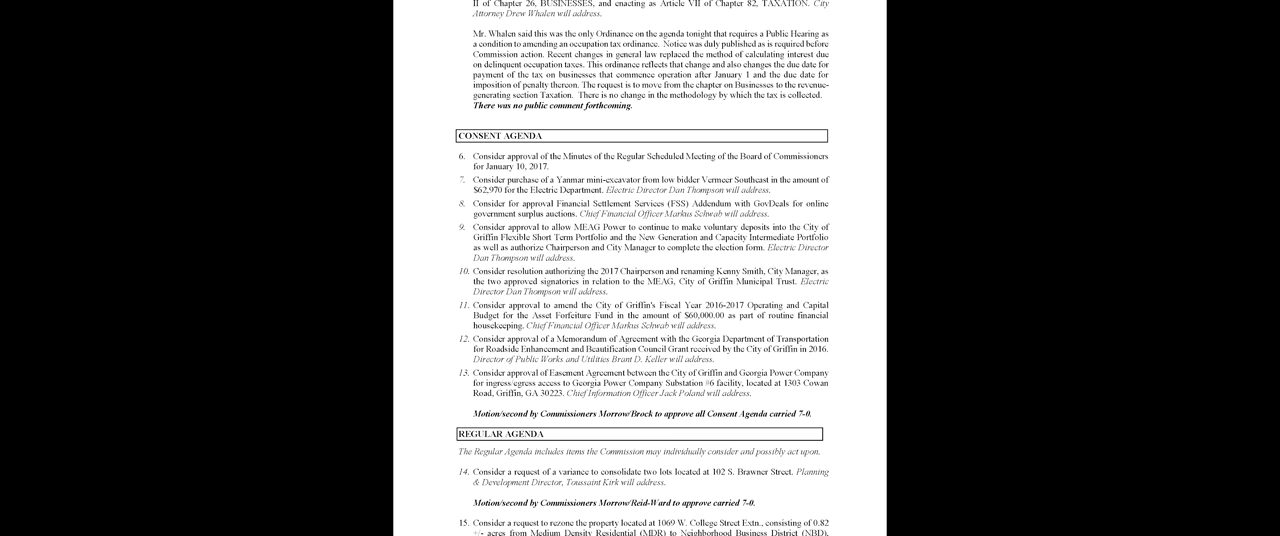 II of Chapter 26, BUSINESSES, and enacting as Article VII of Chapter 82, TAXATION. City
Attorney Drew Whalen will address.
Mr. Whalen said this was the only Ordinance on the agenda tonight that requires a Public Hearing as
a condition to amending an occupation tax ordinance. Notice was duly published as is required before
Commission action. Recent changes in general law replaced the method of calculating interest due
on delinquent occupation taxes. This ordinance reflects that change and also changes the due date for
payment of the tax on businesses that commence operation after January 1 and the due date for
imposition of penalty thereon. The request is to move from the chapter on Businesses to the revenue-
generating section Taxation. There is no change in the methodology by which the tax is collected.
There was no public comment forthcoming.
CONSENT AGENDA
6. Consider approval of the Minutes of the Regular Scheduled Meeting of the Board of Commissioners
for January 10, 2017.
7. Consider purchase of a Yanmar mini-excavator from low bidder Vermeer Southeast in the amount of
$62,970 for the Electric Department. Electric Director Dan Thompson will address.
8. Consider for approval Financial Settlement Services (FSS) Addendum with GovDeals for online
government surplus auctions. Chief Financial Officer Markus Schwab will address.
9. Consider approval to allow MEAG Power to continue to make voluntary deposits into the City of
Griffin Flexible Short Term Portfolio and the New Generation and Capacity Intermediate Portfolio
as well as authorize Chairperson and City Manager to complete the election form. Electric Director
Dan Thompson will address.
10. Consider resolution authorizing the 2017 Chairperson and renaming Kenny Smith, City Manager, as
the two approved signatories in relation to the MEAG, City of Griffin Municipal Trust. Electric
Director Dan Thompson will address.
11. Consider approval to amend the City of Griffin's Fiscal Year 2016-2017 Operating and Capital
Budget for the Asset Forfeiture Fund in the amount of $60,000.00 as part of routine financial
housekeeping. Chief Financial Officer Markus Schwab will address.
12. Consider approval of a Memorandum of Agreement with the Georgia Department of Transportation
for Roadside Enhancement and Beautification Council Grant received by the City of Griffin in 2016.
Director of Public Works and Utilities Brant D. Keller will address.
13. Consider approval of Easement Agreement between the City of Griffin and Georgia Power Company
for ingress/egress access to Georgia Power Company Substation #6 facility, located at 1303 Cowan
Road, Griffin, GA 30223. Chief Information Officer Jack Poland will address.
Motion/second by Commissioners Morrow/Brock to approve all Consent Agenda carried 7-0.
REGULAR AGENDA
The Regular Agenda includes items the Commission may individually consider and possibly act upon.
14. Consider a request of a variance to consolidate two lots located at 102 S. Brawner Street. Planning
& Development Director, Toussaint Kirk will address.
Motion/second by Commissioners Morrow/Reid-Ward to approve carried 7-0.
15. Consider a request to rezone the property located at 1069 W. College Street Extn., consisting of 0.82
+/- acres from Medium Density Residential (MDR) to Neighborhood Business District (NBD),